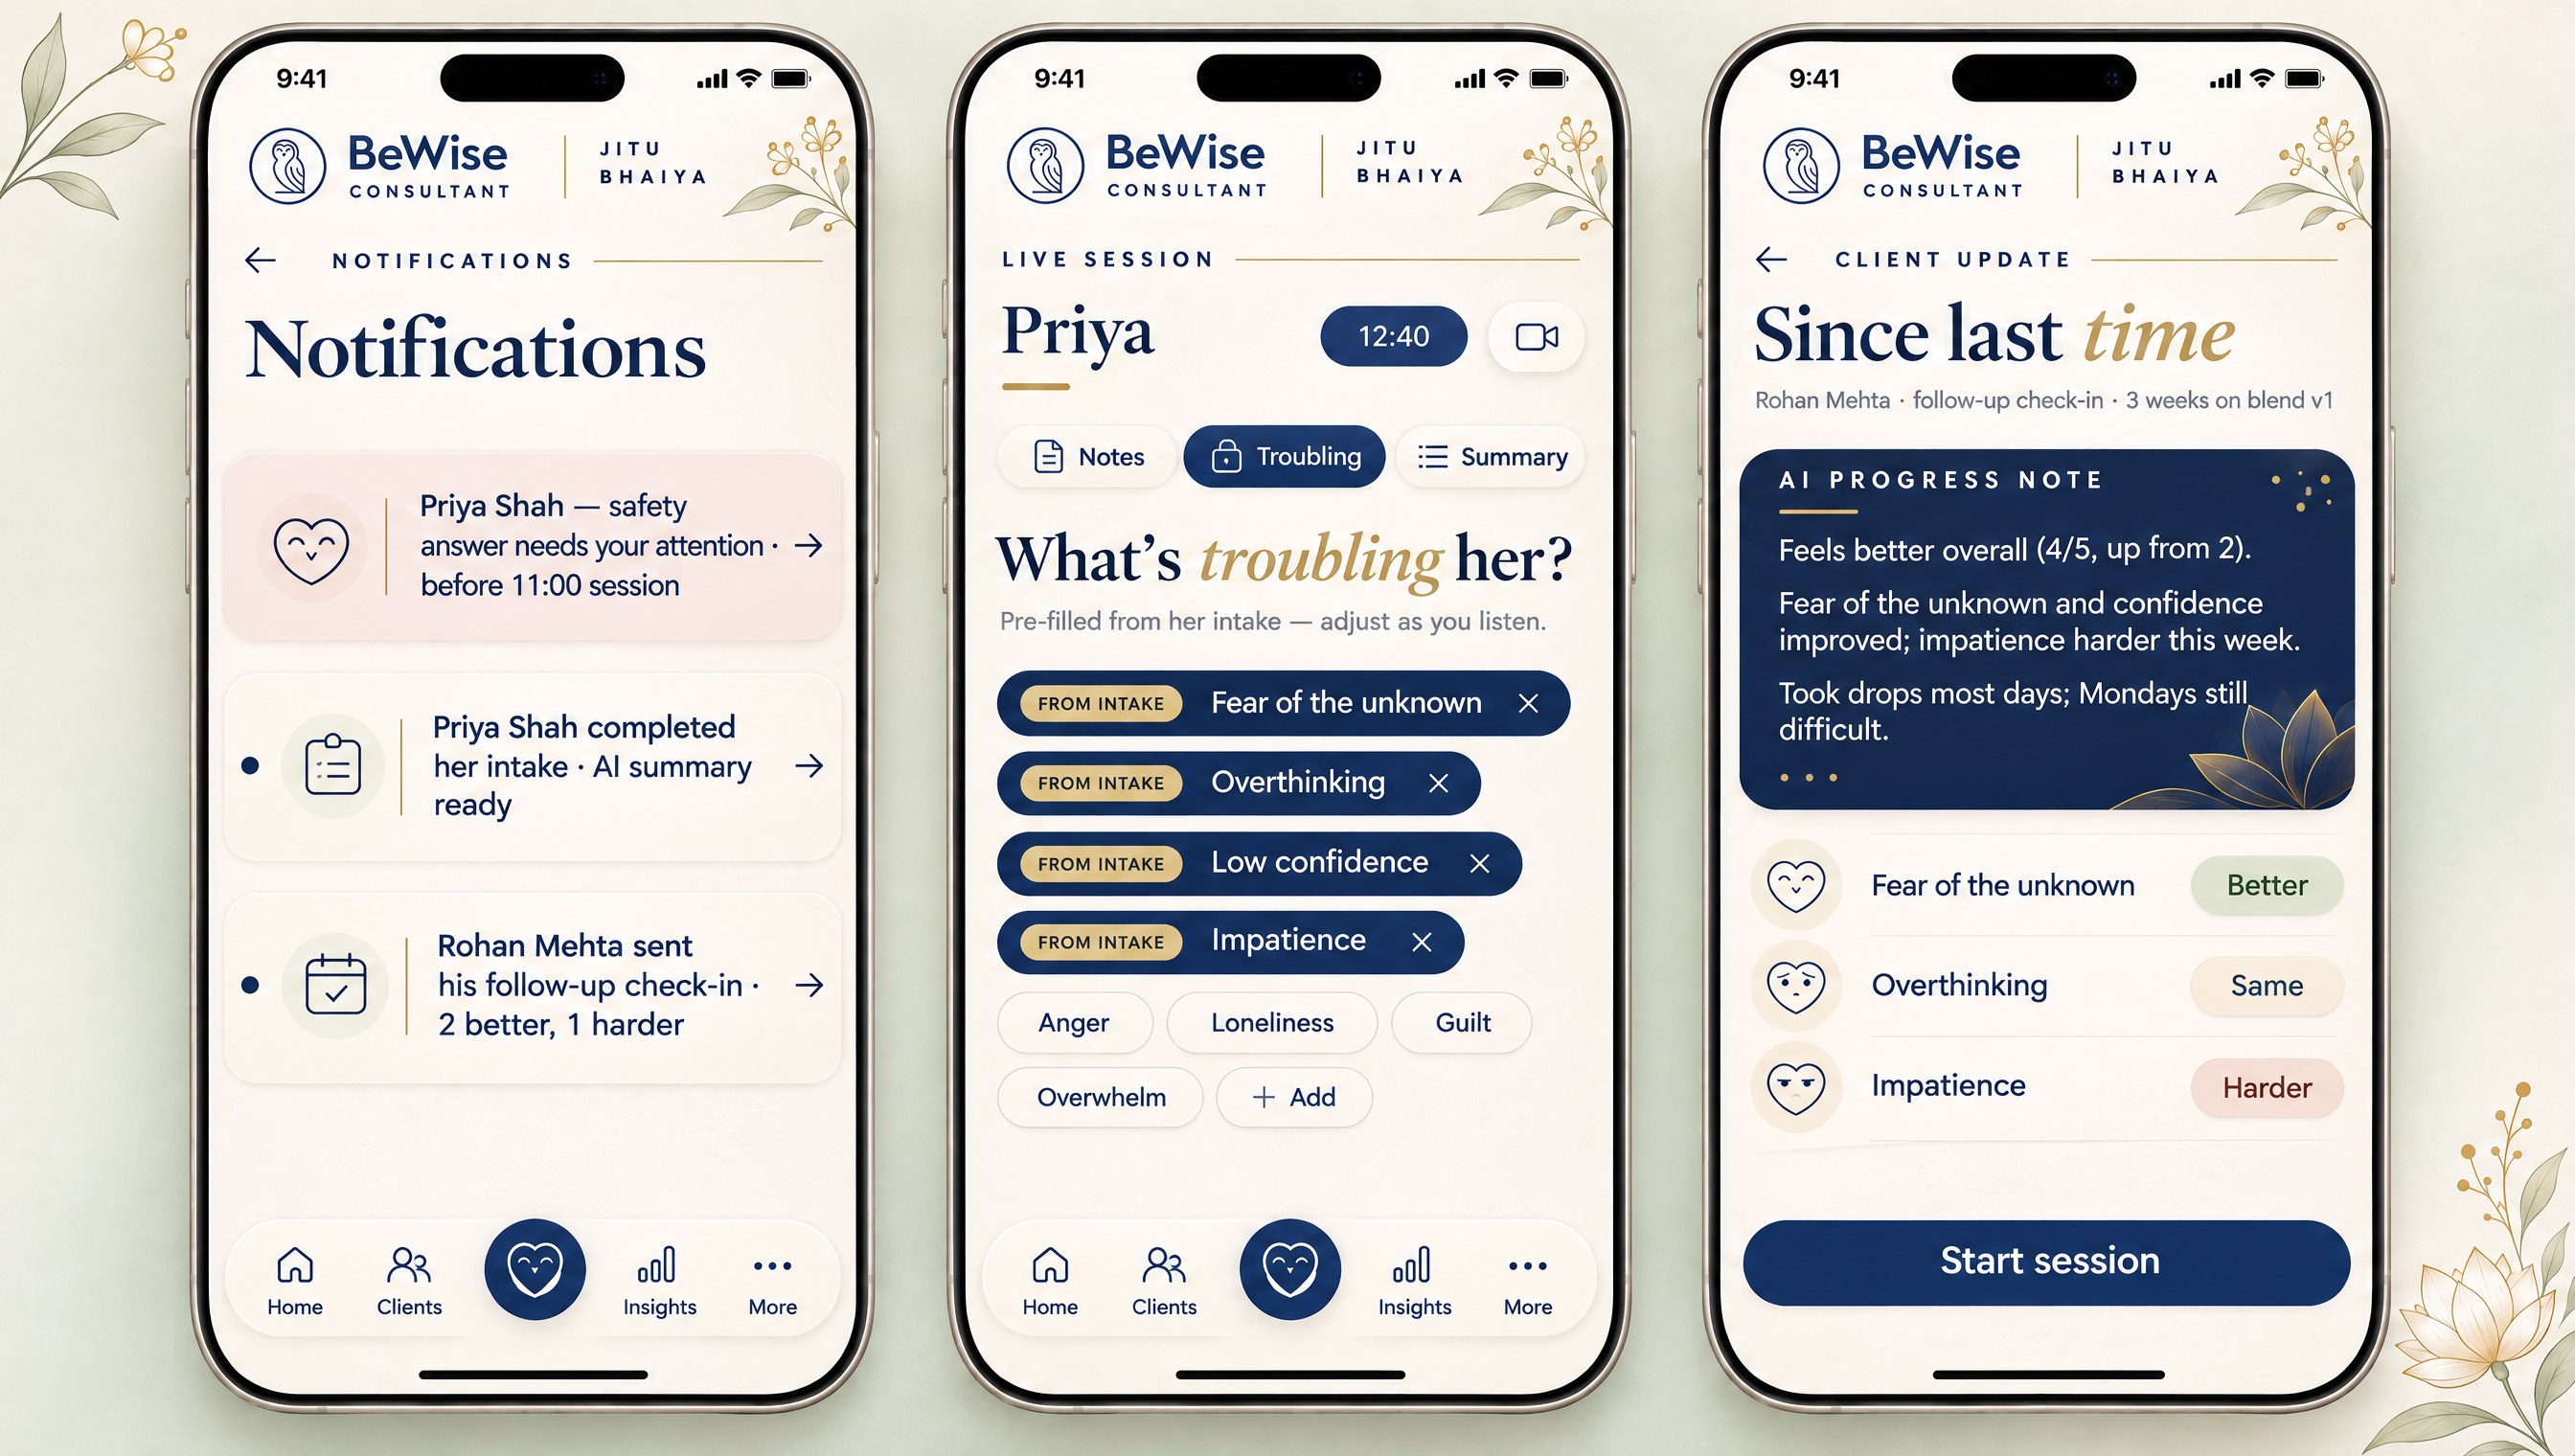 9:41
BeWise
CONSULTANT
JITU
BHAIYA
NOTIFICATIONS
Notifications
Priya Shah — safety
answer needs your attention ·
before 11:00 session
Priya Shah completed
her intake · AI summary
ready
Rohan Mehta sent
his follow-up check-in ·
2 better, 1 harder
Home
Clients
Insights
More
9:41
BeWise
CONSULTANT
JITU
BHAIYA
LIVE SESSION
Priya
12:40
Notes
Troubling
Summary
What's troubling her?
Pre-filled from her intake — adjust as you listen.
FROM INTAKE Fear of the unknown
FROM INTAKE Overthinking
FROM INTAKE Low confidence
FROM INTAKE Impatience
Anger
Loneliness
Guilt
Overwhelm
+ Add
Home
Clients
Insights
More
9:41
BeWise
CONSULTANT
JITU
BHAIYA
CLIENT UPDATE
Since last time
Rohan Mehta · follow-up check-in · 3 weeks on blend v1
AI PROGRESS NOTE
Feels better overall (4/5, up from 2).
Fear of the unknown and confidence
improved; impatience harder this week.
Took drops most days; Mondays still
difficult.
Fear of the unknown
Better
Overthinking
Same
Impatience
Harder
Start session